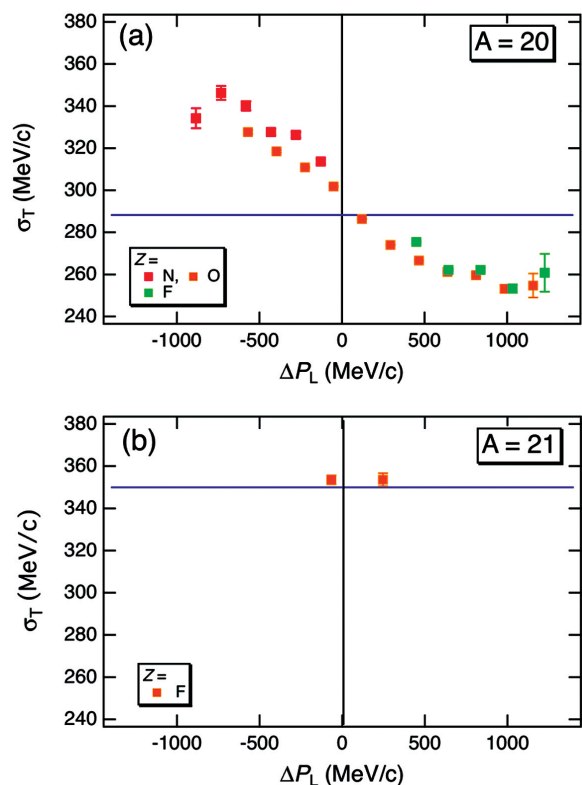 (a)
A = 20
380
360
340
320
300
280
260
240
σT (MeV/c)
Z =
N, O
F
-1000 -500 0 500 1000
ΔPL (MeV/c)
(b)
A = 21
380
360
340
320
300
280
260
240
σT (MeV/c)
Z =
F
-1000 -500 0 500 1000
ΔPL (MeV/c)